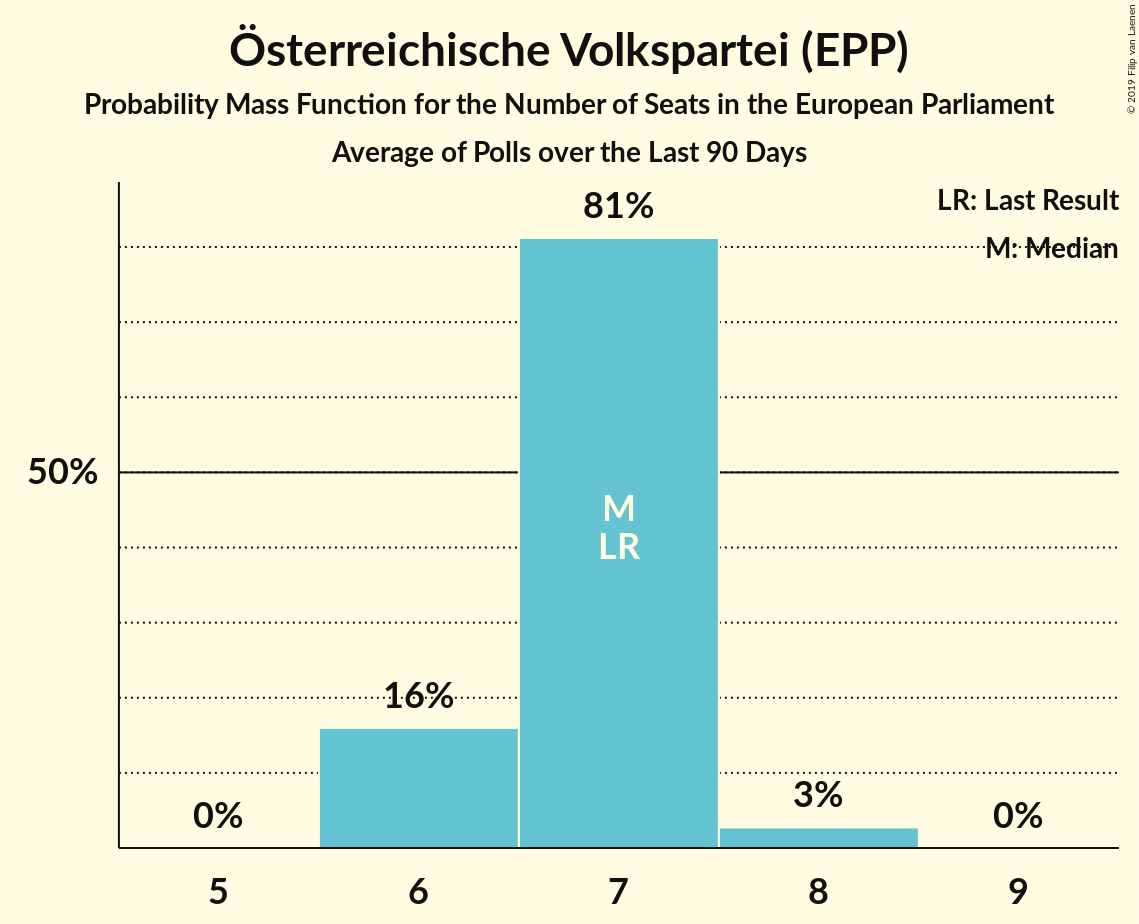 Österreichische Volkspartei (EPP)
Probability Mass Function for the Number of Seats in the European Parliament
Average of Polls over the Last 90 Days
© 2019 Filip van Laenen
LR: Last Result
M: Median
81%
50%
M
LR
16%
3%
0%
0%
5
6
7
8
9